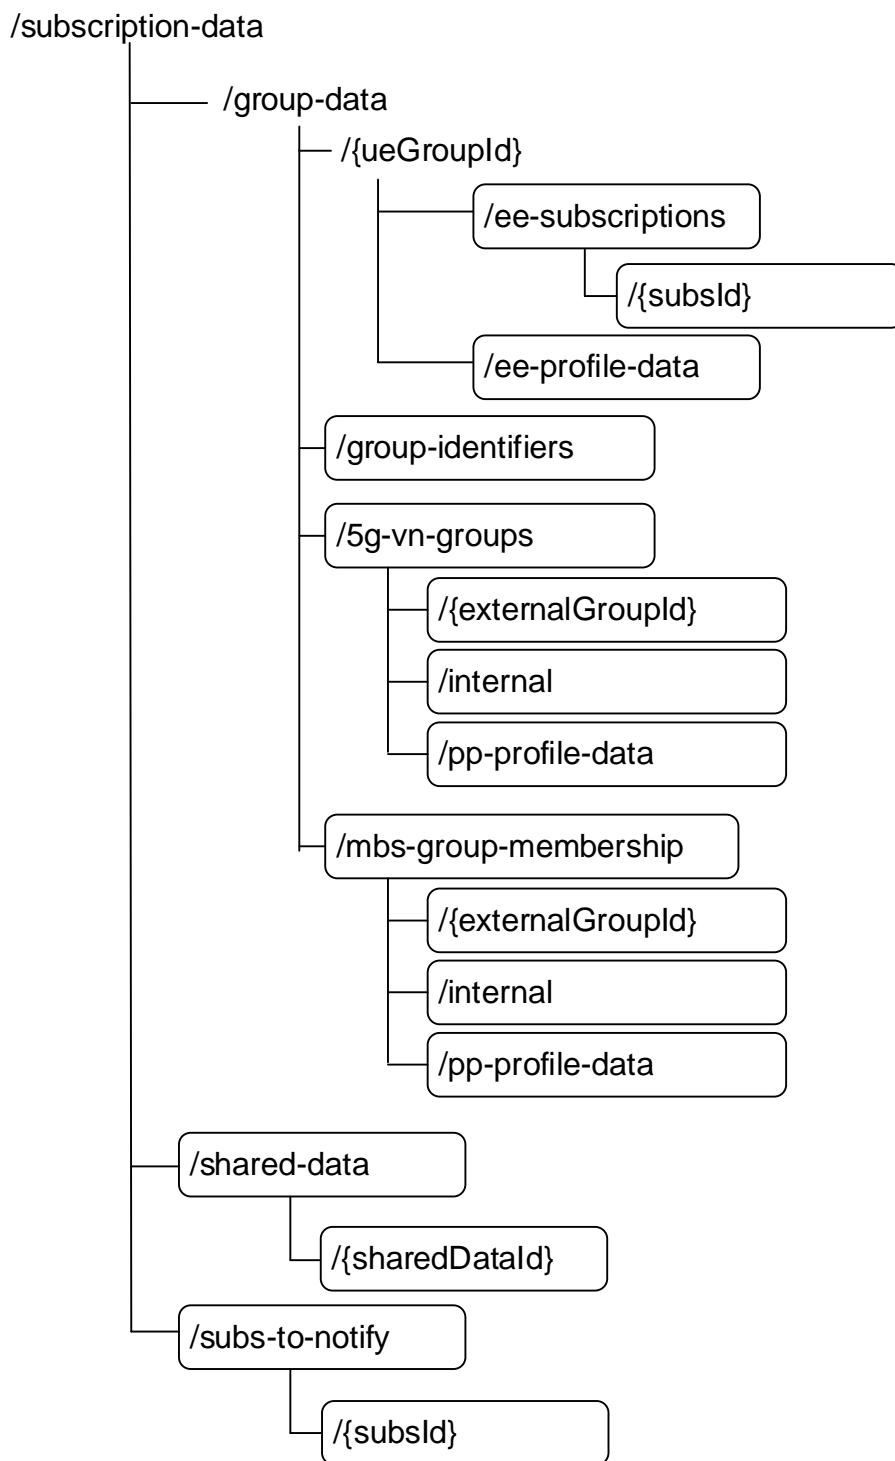 /subscription-data
/group-data
/{ueGroupId}
/ee-subscriptions
/{subsId}
/ee-profile-data
/group-identifiers
/5g-vn-groups
/{externalGroupId}
/internal
/pp-profile-data
/mbs-group-membership
/{externalGroupId}
/internal
/pp-profile-data
/shared-data
/{sharedDataId}
/subs-to-notify
/{subsId}